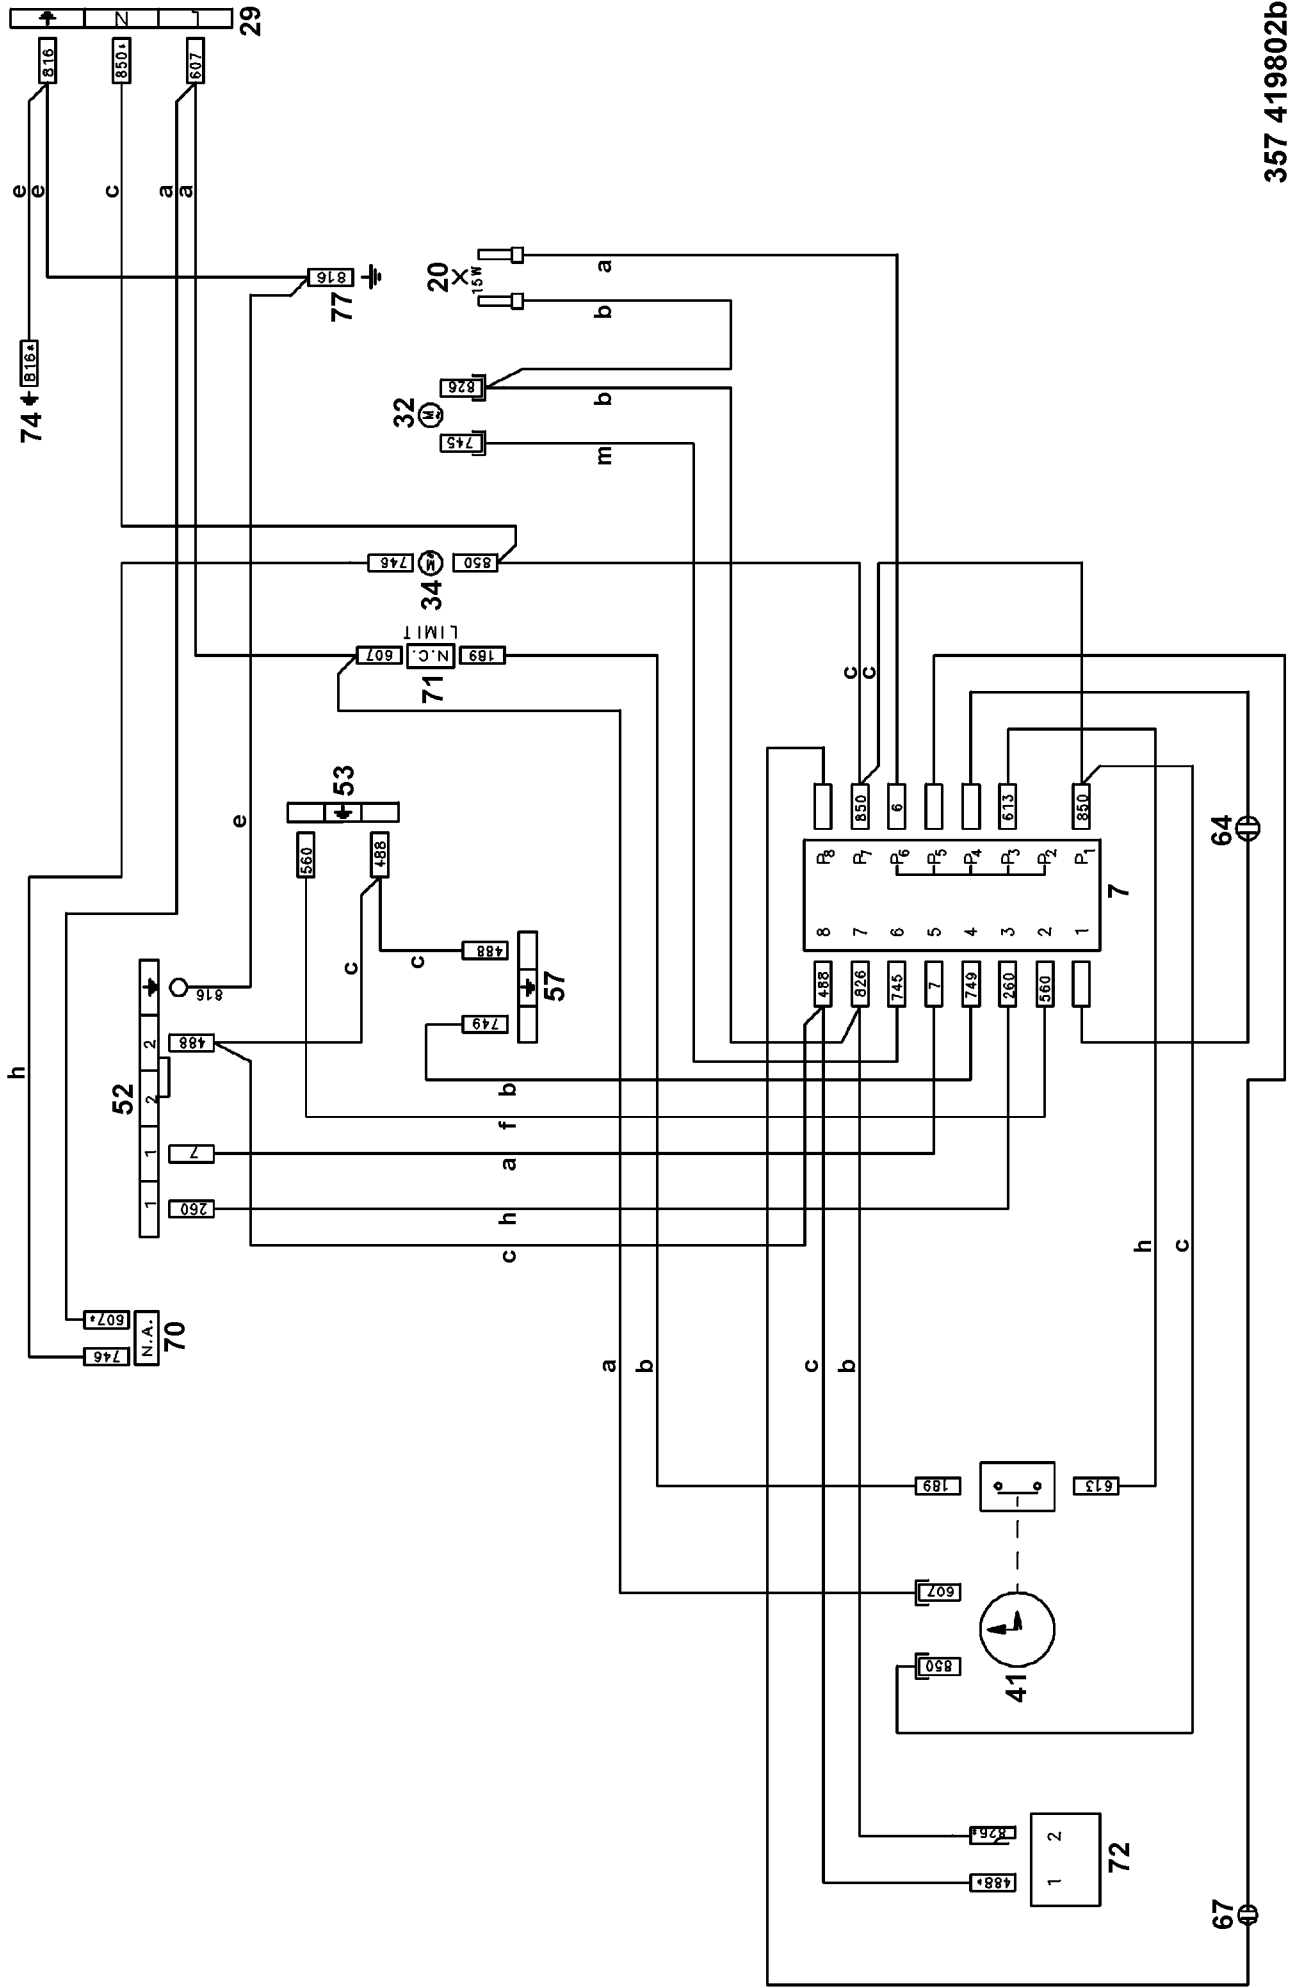 N
L
29
816
850*
607
e
e
c
a
a
816*
74
816
77
20
15W
a
b
32
M
826
745
b
m
746
M
850
34
LIMIT
607
N.C.
189
71
c
c
53
560
488
c
c
488
57
749
e
h
816
488
2
2
52
1
7
1
260
b
f
a
h
c
850
6
613
850
P8
P7
P6
P5
P4
P3
P2
P1
7
8
7
6
5
4
3
2
1
488
826
745
7
749
260
560
64
607*
746
N.A.
70
a
b
c
b
h
c
189
613
607
850
41
826*
488*
1
2
72
67
357 419802b